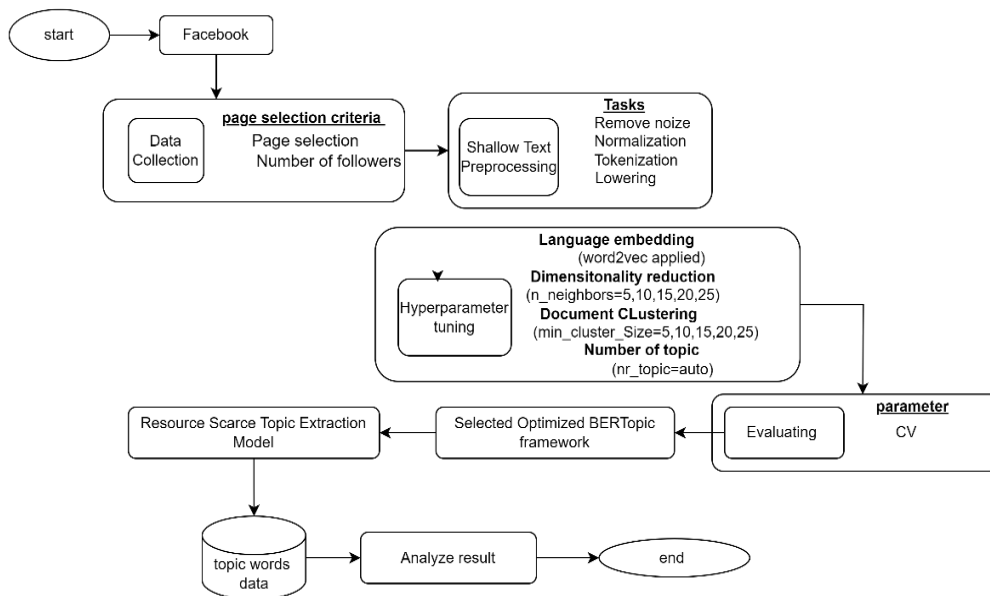 start
Facebook
Data
Collection
page selection criteria
Page selection
Number of followers
Shallow Text
Preprocessing
Tasks
Remove noize
Normalization
Tokenization
Lowering
Hyperparameter
tuning
Language embedding
(word2vec applied)
Dimensitonality reduction
(n_neighbors=5,10,15,20,25)
Document CLustering
(min_cluster_Size=5,10,15,20,25)
Number of topic
(nr_topic=auto)
parameter
CV
Evaluating
Selected Optimized BERTopic
framework
Resource Scarce Topic Extraction
Model
topic words
data
Analyze result
end